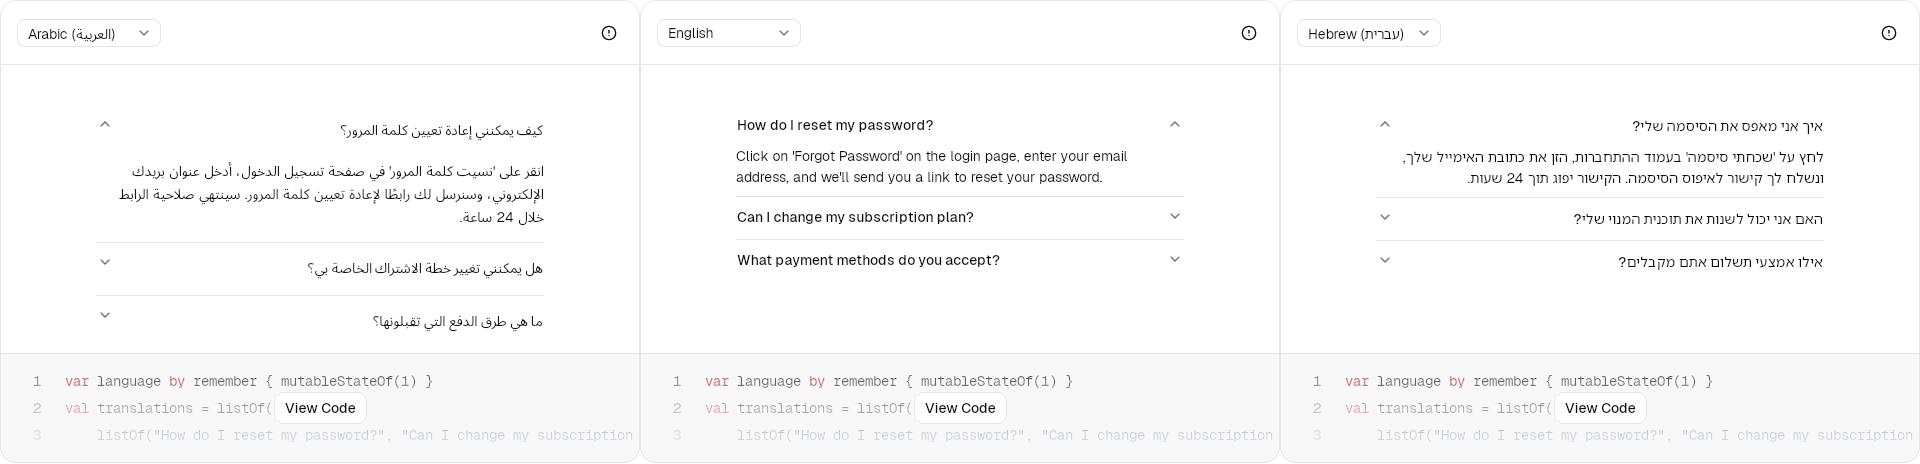 Arabic (العربية)
كيف يمكنني إعادة تعيين كلمة المرور؟
انقر على 'نسيت كلمة المرور' في صفحة تسجيل الدخول، أدخل عنوان بريدك
الإلكتروني، وسنرسل لك رابطًا لإعادة تعيين كلمة المرور. سينتهي صلاحية الرابط
خلال 24 ساعة.
هل يمكنني تغيير خطة الاشتراك الخاصة بي؟
ما هي طرق الدفع التي تقبلونها؟
1 var language by remember { mutableStateOf(1) }
2 val translations = listOf(
View Code
3 listOf("How do I reset my password?", "Can I change my subscription
English
How do I reset my password?
Click on 'Forgot Password' on the login page, enter your email
address, and we'll send you a link to reset your password.
Can I change my subscription plan?
What payment methods do you accept?
1 var language by remember { mutableStateOf(1) }
2 val translations = listOf(
View Code
3 listOf("How do I reset my password?", "Can I change my subscription
Hebrew (עברית)
איך אני מאפס את הסיסמה שלי?
לחץ על 'שכחתי סיסמה' בעמוד ההתחברות, הזן את כתובת האימייל שלך,
ונשלח לך קישור לאיפוס הסיסמה. הקישור יפוג תוך 24 שעות.
האם אני יכול לשנות את תוכנית המנוי שלי?
אילו אמצעי תשלום אתם מקבלים?
1 var language by remember { mutableStateOf(1) }
2 val translations = listOf(
View Code
3 listOf("How do I reset my password?", "Can I change my subscription